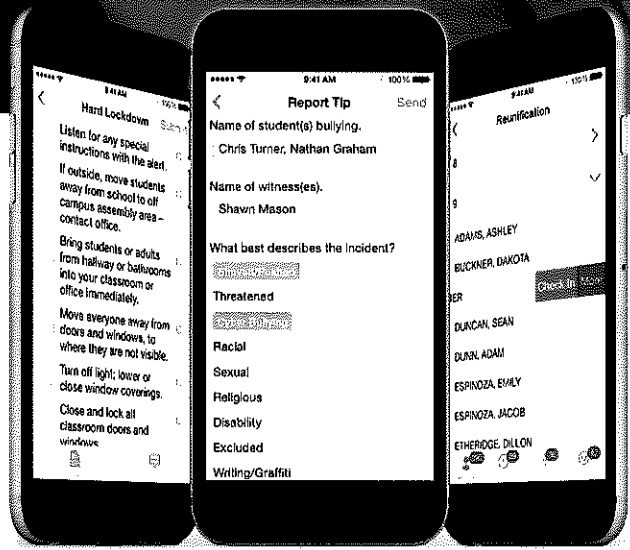 9:41 AM
100%
Hard Lockdown
Listen for any special
instructions with the alert.
If outside, move students
away from school to off
campus assembly area –
contact office.
Bring students or adults
from hallway or bathrooms
into your classroom or
office immediately.
Move everyone away from
doors and windows, to
where they are not visible.
Turn off light; lower or
close window coverings.
Close and lock all
classroom doors and
windows
9:41 AM
100%
Report Tip
Send
Name of student(s) bullying.
Chris Turner, Nathan Graham
Name of witness(es).
Shawn Mason
What best describes the incident?
Threatened
Cyber Bullying
Racial
Sexual
Religious
Disability
Excluded
Writing/Graffiti
9:41 AM
100%
Reunification
8
9
ADAMS, ASHLEY
BUCKNER, DAKOTA
BER
Check In
More
DUNCAN, SEAN
DUNN, ADAM
ESPINOZA, EMILY
ESPINOZA, JACOB
ETHERIDGE, DILLON